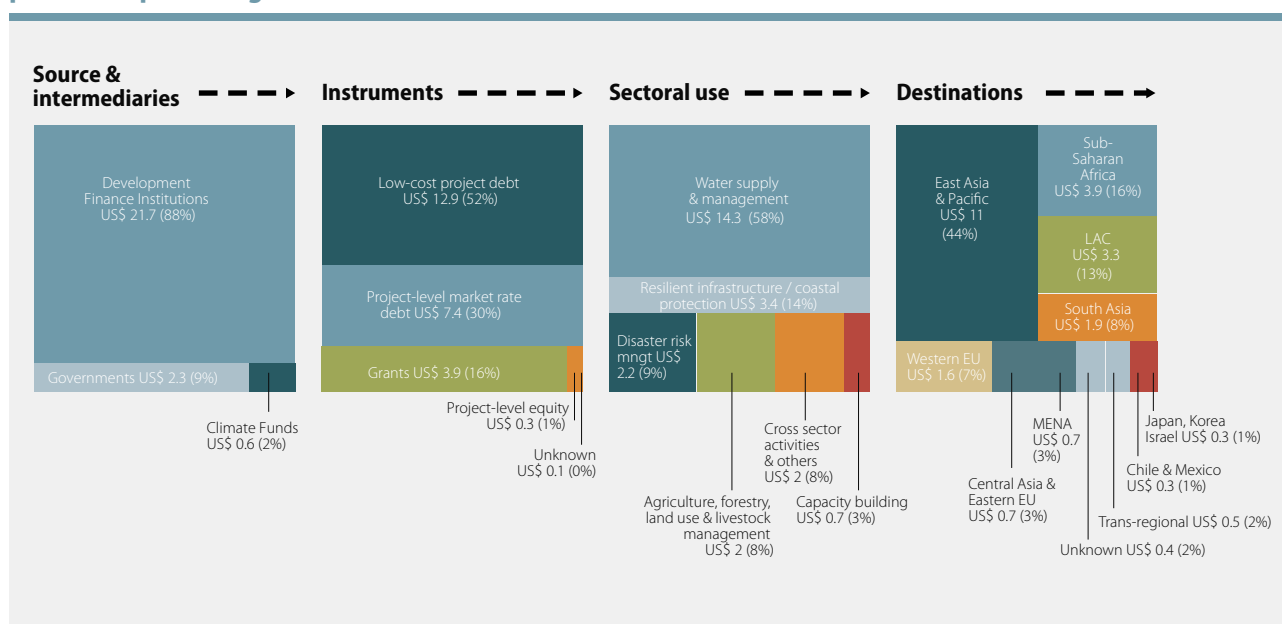 Source &
intermediaries
Instruments
Sectoral use
Destinations
Development
Finance Institutions
US$ 21.7 (88%)
Governments US$ 2.3 (9%)
Climate Funds
US$ 0.6 (2%)
Low-cost project debt
US$ 12.9 (52%)
Project-level market rate
debt US$ 7.4 (30%)
Grants US$ 3.9 (16%)
Project-level equity
US$ 0.3 (1%)
Unknown
US$ 0.1 (0%)
Water supply
& management
US$ 14.3 (58%)
Resilient infrastructure / coastal
protection US$ 3.4 (14%)
Disaster risk
mngt US$
2.2 (9%)
Cross sector
activities
& others
US$ 2 (8%)
Agriculture, forestry,
land use & livestock
management
US$ 2 (8%)
Capacity building
US$ 0.7 (3%)
East Asia
& Pacific
US$ 11
(44%)
Sub-
Saharan
Africa
US$ 3.9 (16%)
LAC
US$ 3.3
(13%)
South Asia
US$ 1.9 (8%)
Western EU
US$ 1.6 (7%)
MENA
US$ 0.7
(3%)
Japan, Korea
Israel US$ 0.3 (1%)
Central Asia &
Eastern EU
US$ 0.7 (3%)
Chile & Mexico
US$ 0.3 (1%)
Trans-regional US$ 0.5 (2%)
Unknown US$ 0.4 (2%)